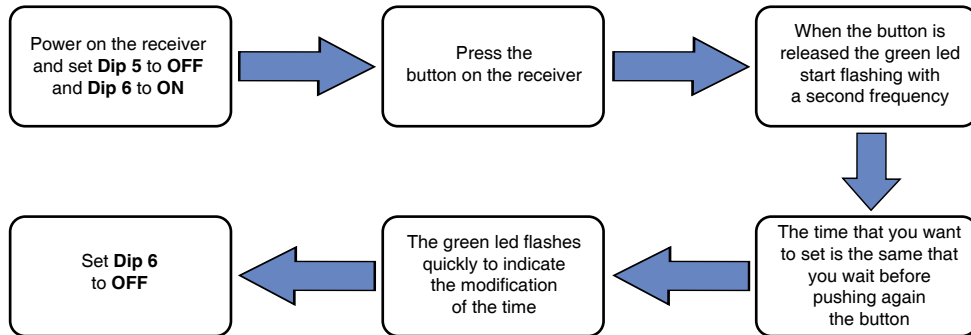 Power on the receiver
and set Dip 5 to OFF
and Dip 6 to ON
Press the
button on the receiver
When the button is
released the green led
start flashing with
a second frequency
The time that you want
to set is the same that
you wait before
pushing again
the button
The green led flashes
quickly to indicate
the modification
of the time
Set Dip 6
to OFF